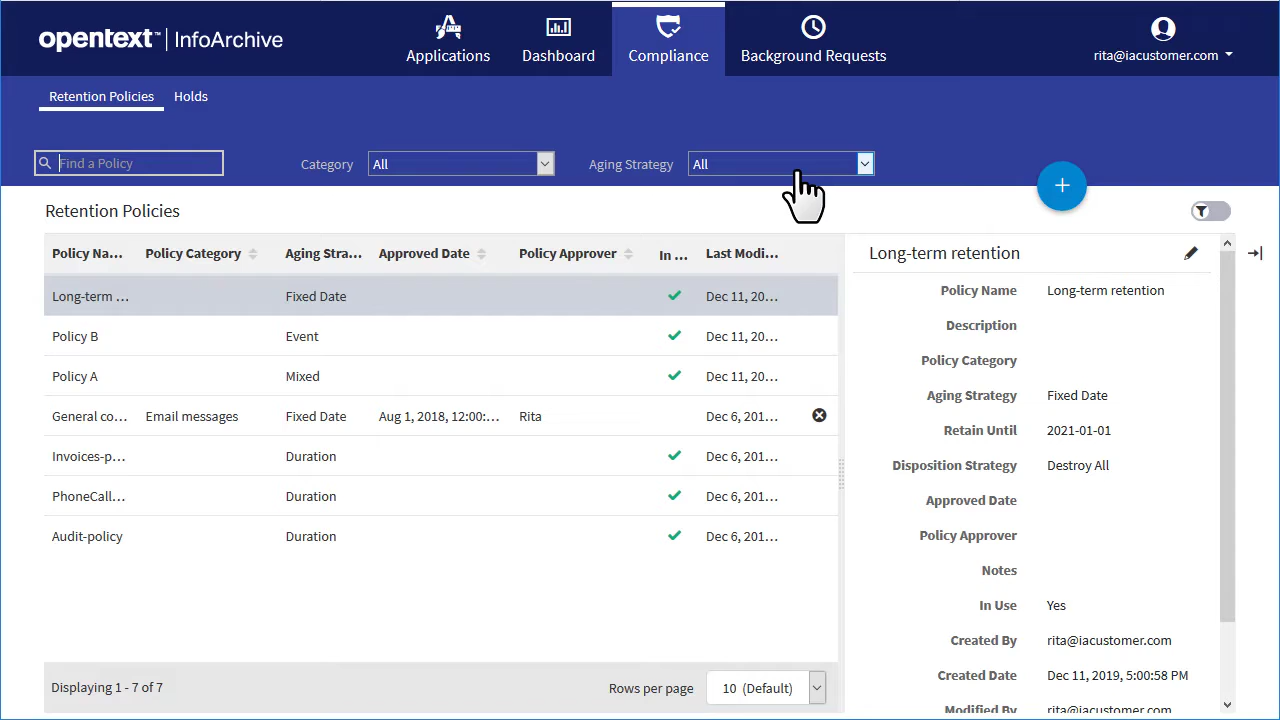 opentext™ | InfoArchive
Applications
Dashboard
Compliance
Background Requests
rita@iacustomer.com
Retention Policies
Holds
Find a Policy
Category
All
Aging Strategy
All
Retention Policies
Policy Na...
Policy Category
Aging Stra...
Approved Date
Policy Approver
In ...
Last Modi...
Long-term ...
Fixed Date
Dec 11, 20...
Policy B
Event
Dec 11, 20...
Policy A
Mixed
Dec 11, 20...
General co...
Email messages
Fixed Date
Aug 1, 2018, 12:00:...
Rita
Dec 6, 201...
Invoices-p...
Duration
Dec 6, 201...
PhoneCall...
Duration
Dec 6, 201...
Audit-policy
Duration
Dec 6, 201...
Displaying 1 - 7 of 7
Rows per page
10 (Default)
Long-term retention
Policy Name Long-term retention
Description
Policy Category
Aging Strategy Fixed Date
Retain Until 2021-01-01
Disposition Strategy Destroy All
Approved Date
Policy Approver
Notes
In Use Yes
Created By rita@iacustomer.com
Created Date Dec 11, 2019, 5:00:58 PM
Modified By rita@iacustomer.com